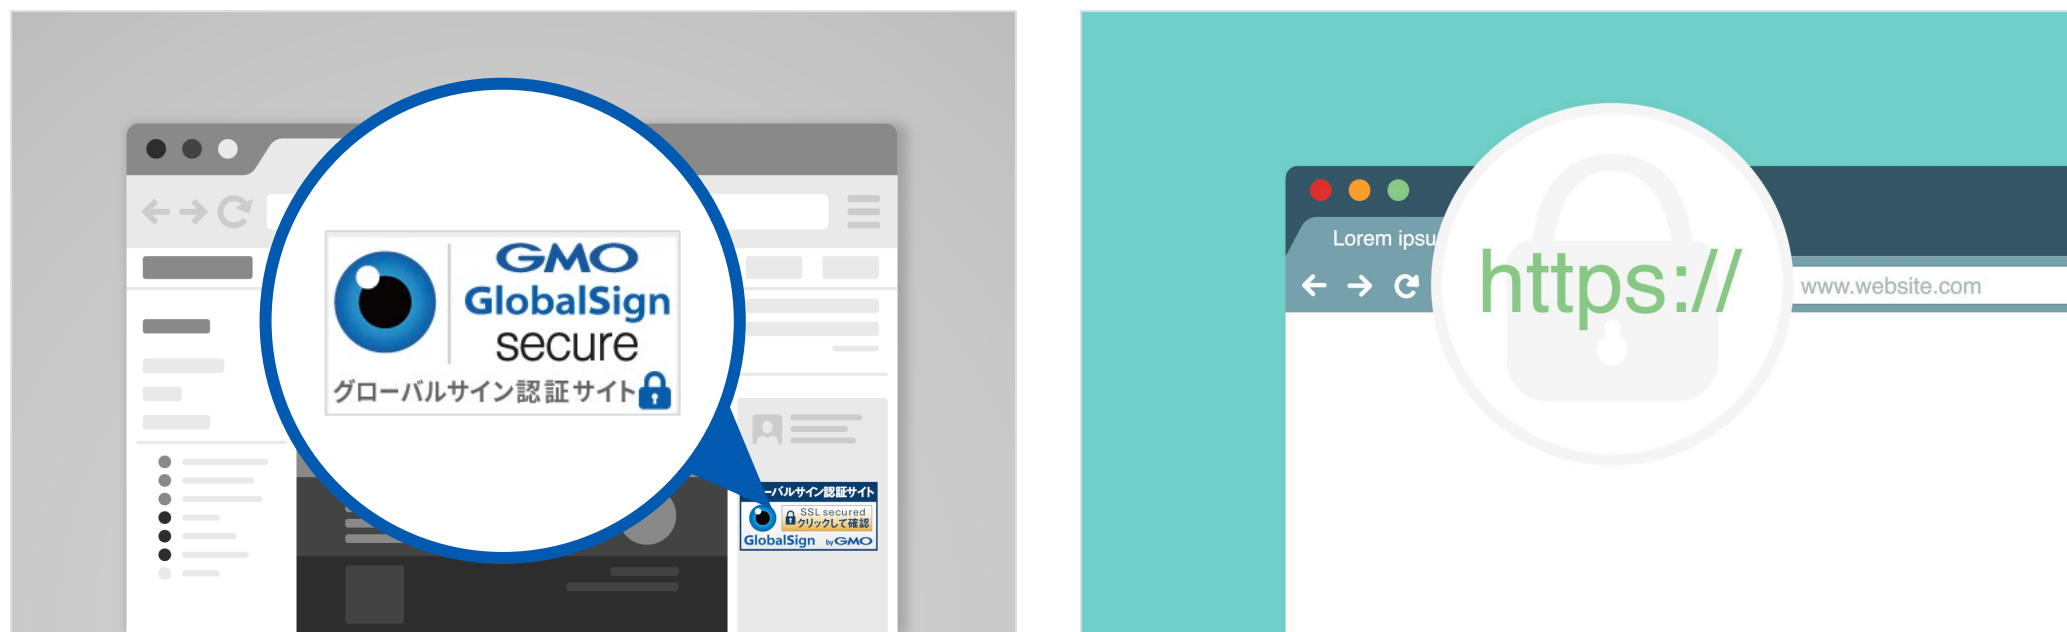 GMO
GlobalSign
secure
グローバルサイン認証サイト
ーバルサイン認証サイト
SSL secured
クリックして確認
GlobalSign by GMO
Lorem ipsu
https://
www.website.com